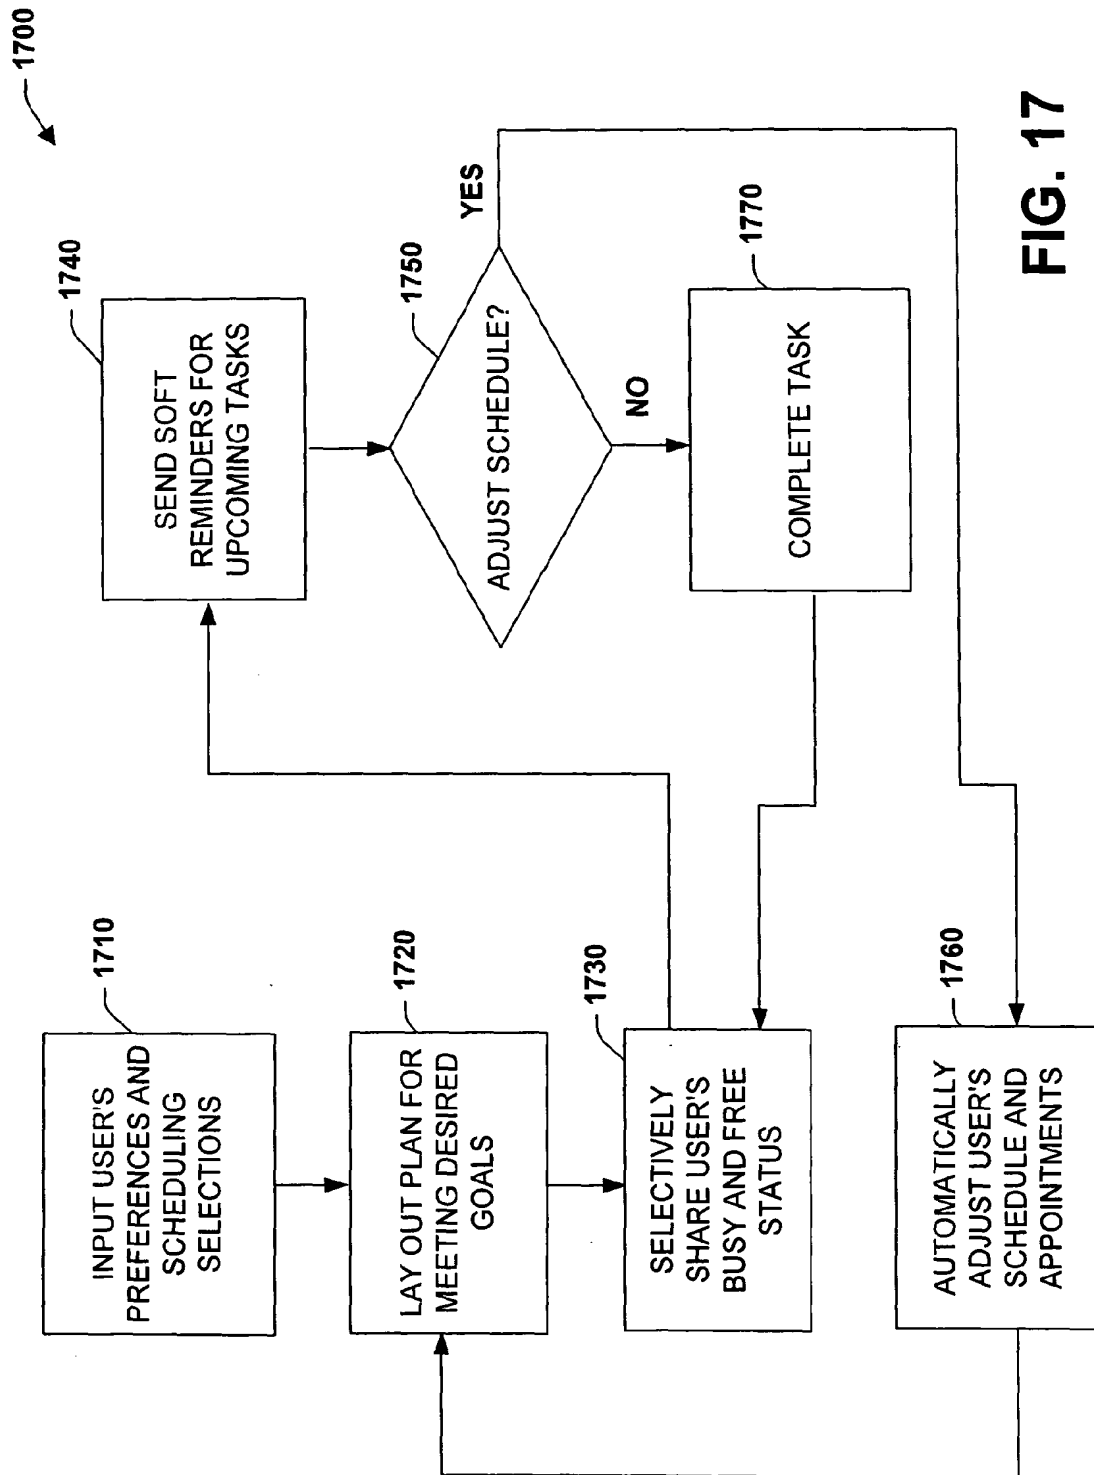 1700
1710
INPUT USER'S
PREFERENCES AND
SCHEDULING
SELECTIONS
1720
LAY OUT PLAN FOR
MEETING DESIRED
GOALS
1730
SELECTIVELY
SHARE USER'S
BUSY AND FREE
STATUS
1740
SEND SOFT
REMINDERS FOR
UPCOMING TASKS
1750
ADJUST SCHEDULE?
YES
NO
1760
AUTOMATICALLY
ADJUST USER'S
SCHEDULE AND
APPOINTMENTS
1770
COMPLETE TASK
FIG. 17